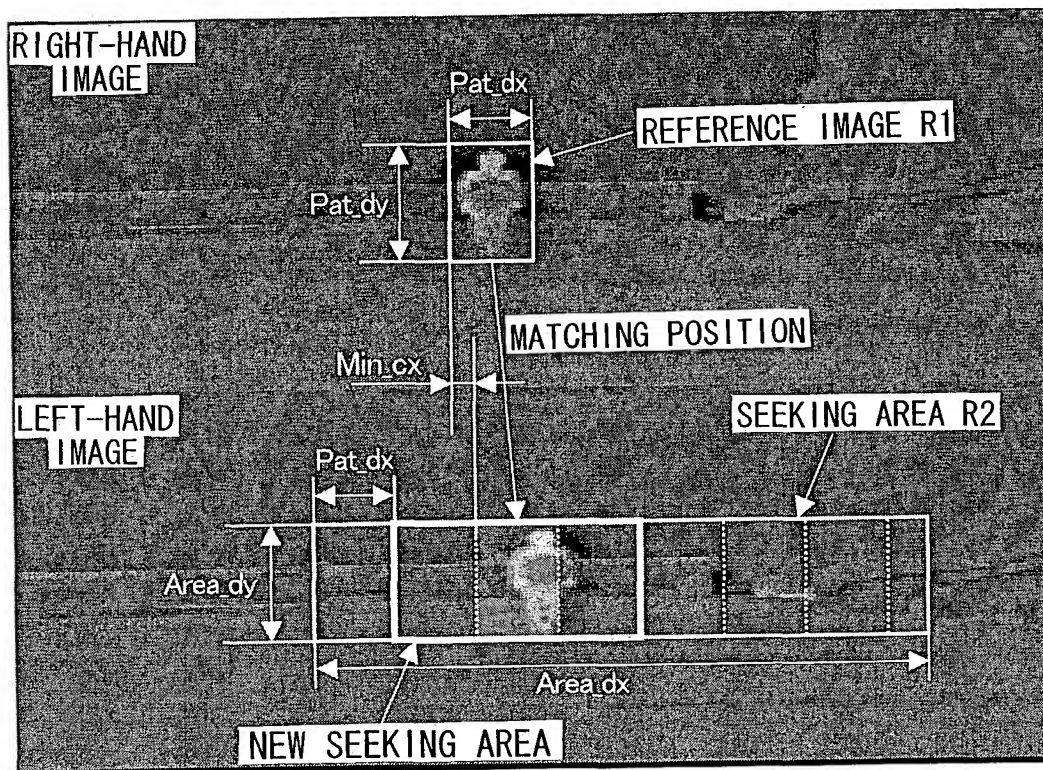 RIGHT-HAND
IMAGE
Pat_dx
REFERENCE IMAGE R1
Pat_dy
MATCHING POSITION
Min_cx
LEFT-HAND
IMAGE
SEEKING AREA R2
Pat_dx
Area_dy
Area_dx
NEW SEEKING AREA